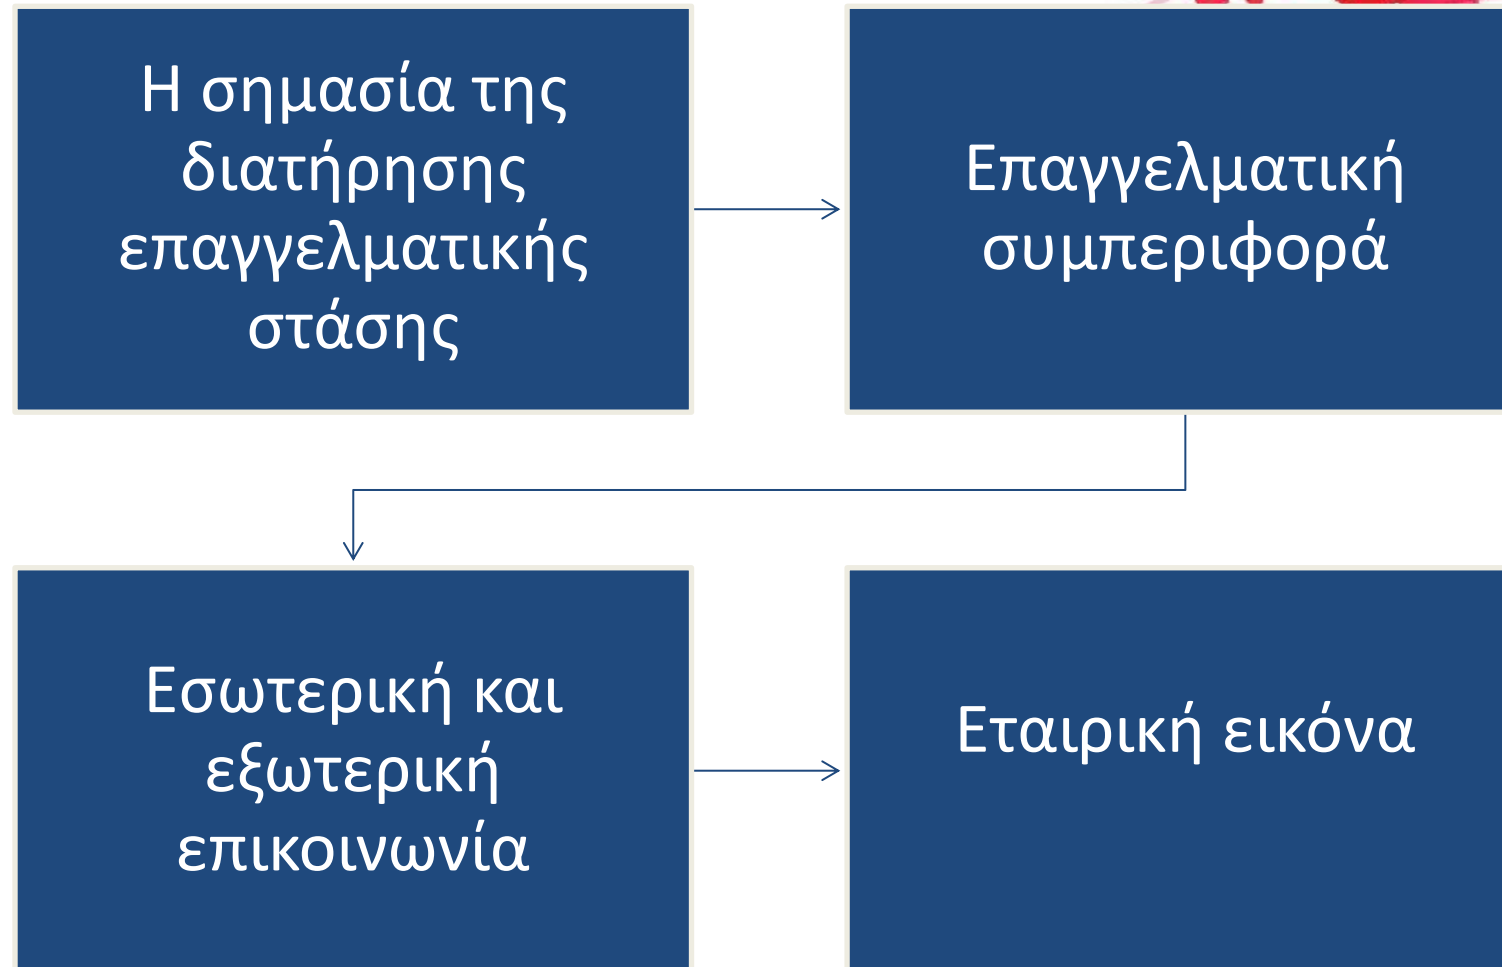 Η σημασία της
διατήρησης
επαγγελματικής
στάσης
Επαγγελματική
συμπεριφορά
Εσωτερική και
εξωτερική
επικοινωνία
Εταιρική εικόνα